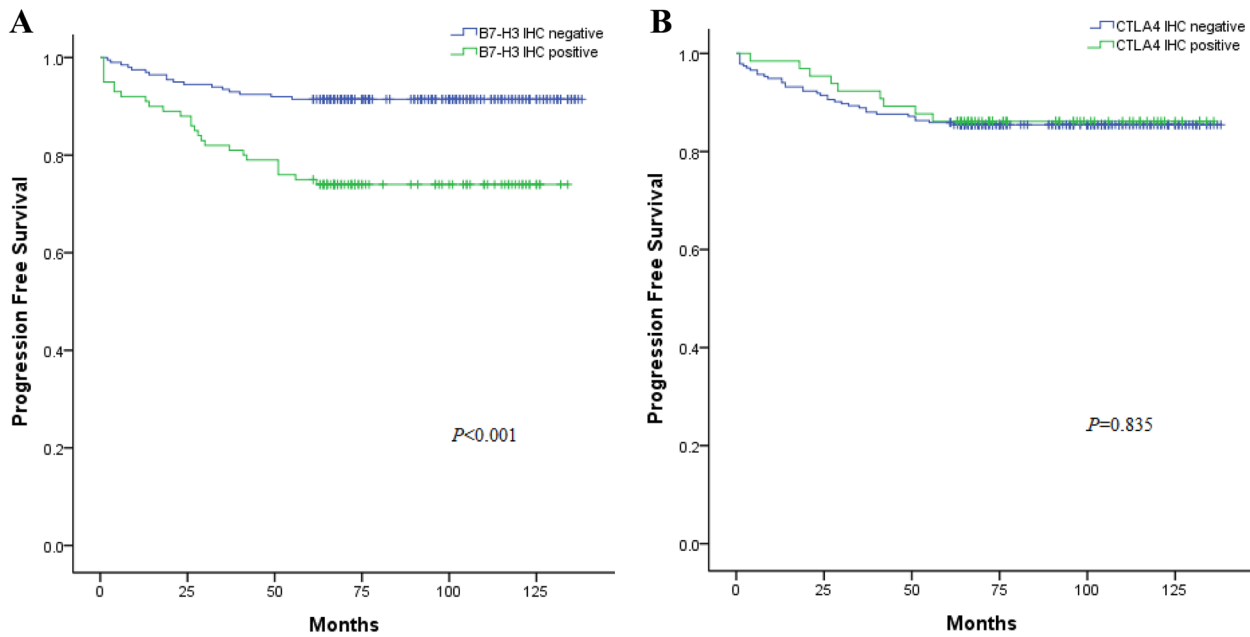 A
B7-H3 IHC negative
B7-H3 IHC positive
1.0
0.8
0.6
0.4
0.2
0.0
Progression Free Survival
P<0.001
0 25 50 75 100 125
Months
B
CTLA4 IHC negative
CTLA4 IHC positive
1.0
0.8
0.6
0.4
0.2
0.0
Progression Free Survival
P=0.835
0 25 50 75 100 125
Months